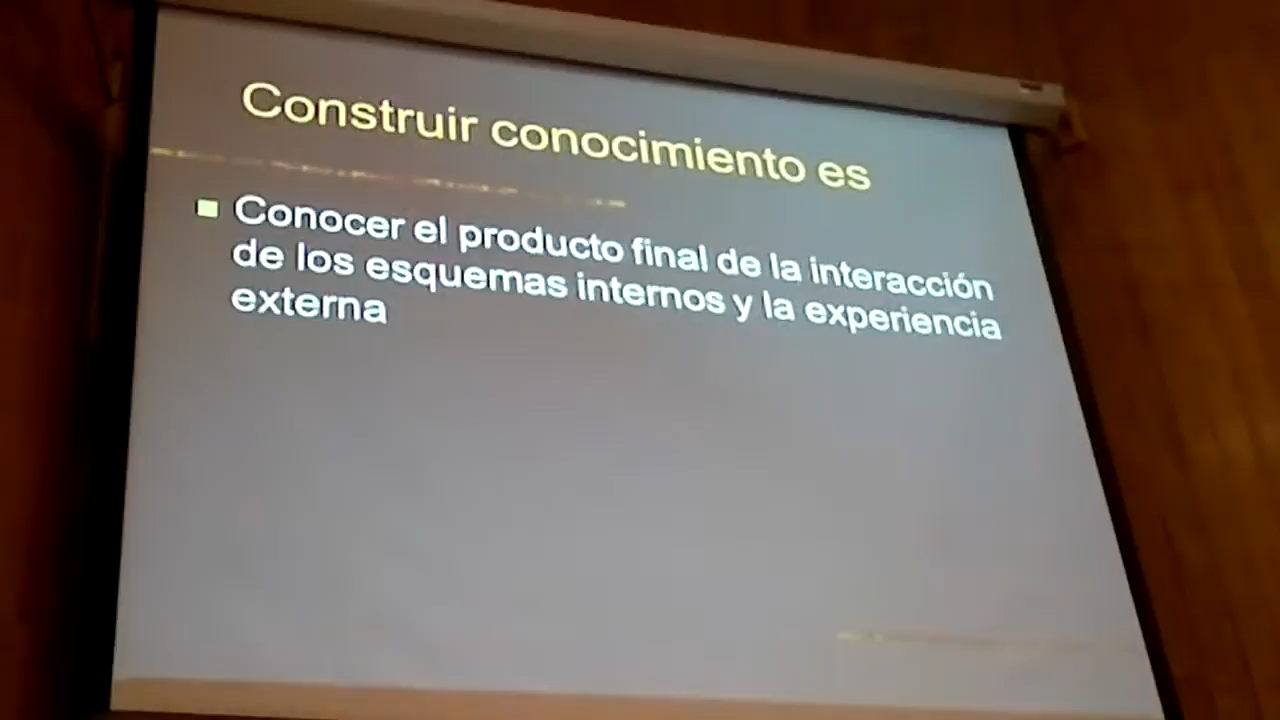 Construir conocimiento es
Conocer el producto final de la interacción
de los esquemas internos y la experiencia
externa